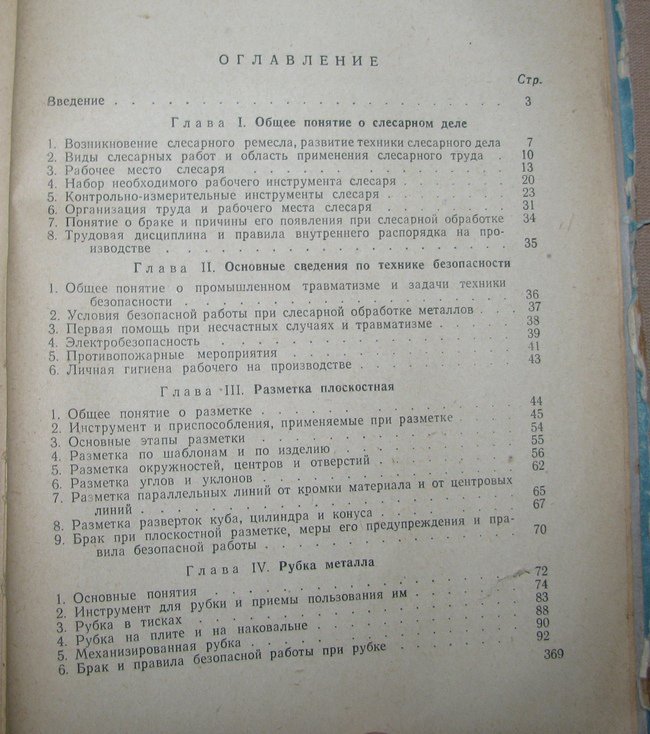 ОГЛАВЛЕНИЕ
Стр.
Введение . . . . . . . . . . . . . . . . . . . . . . . 3
Глава I. Общее понятие о слесарном деле
1. Возникновение слесарного ремесла, развитие техники слесарного дела 7
2. Виды слесарных работ и область применения слесарного труда . 10
3. Рабочее место слесаря . . . . . . . . . . . . . . . 13
4. Набор необходимого рабочего инструмента слесаря . . . . . . 20
5. Контрольно-измерительные инструменты слесаря . . . . . . . 23
6. Организация труда и рабочего места слесаря . . . . . . . . 31
7. Понятие о браке и причины его появления при слесарной обработке 34
8. Трудовая дисциплина и правила внутреннего распорядка на про-
изводстве . . . . . . . . . . . . . . . . . . . . 35
Глава II. Основные сведения по технике безопасности
1. Общее понятие о промышленном травматизме и задачи техники
безопасности . . . . . . . . . . . . . . . . . . . 36
2. Условия безопасной работы при слесарной обработке металлов . . . 37
3. Первая помощь при несчастных случаях и травматизме . . . . . 38
4. Электробезопасность . . . . . . . . . . . . . . . . 39
5. Противопожарные мероприятия . . . . . . . . . . . . . 41
6. Личная гигиена рабочего на производстве . . . . . . . . . 43
Глава III. Разметка плоскостная
1. Общее понятие о разметке . . . . . . . . . . . . . . 44
2. Инструмент и приспособления, применяемые при разметке . . . . 45
3. Основные этапы разметки . . . . . . . . . . . . . . 54
4. Разметка по шаблонам и по изделию . . . . . . . . . . . 55
5. Разметка окружностей, центров и отверстий . . . . . . . . 56
6. Разметка углов и уклонов . . . . . . . . . . . . . . 62
7. Разметка параллельных линий от кромки материала и от центровых
линий . . . . . . . . . . . . . . . . . . . . . . 65
8. Разметка разверток куба, цилиндра и конуса . . . . . . . . 67
9. Брак при плоскостной разметке, меры его предупреждения и пра-
вила безопасной работы . . . . . . . . . . . . . . . 70
Глава IV. Рубка металла
1. Основные понятия . . . . . . . . . . . . . . . . . 72
2. Инструмент для рубки и приемы пользования им . . . . . . . 74
3. Рубка в тисках . . . . . . . . . . . . . . . . . . 83
4. Рубка на плите и на наковальне . . . . . . . . . . . . 88
5. Механизированная рубка . . . . . . . . . . . . . . . 90
6. Брак и правила безопасной работы при рубке . . . . . . . . 92
369